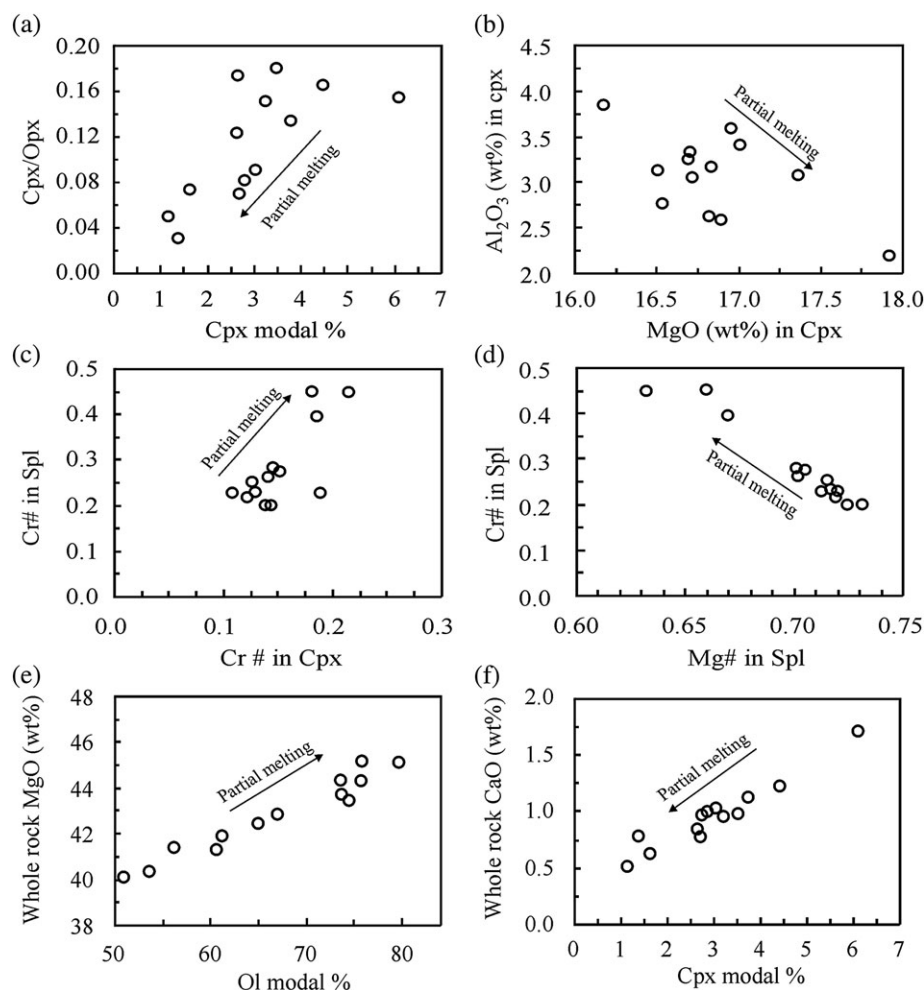 (a)
0.20
0.16
0.12
0.08
0.04
0.00
Cpx/Opx
Partial melting
0 1 2 3 4 5 6 7
Cpx modal %
(b)
4.5
4.0
3.5
3.0
2.5
2.0
Al₂O₃ (wt%) in cpx
Partial melting
16.0 16.5 17.0 17.5 18.0
MgO (wt%) in Cpx
(c)
0.5
0.4
0.3
0.2
0.1
0.0
Cr# in Spl
Partial melting
0.0 0.1 0.2 0.3
Cr # in Cpx
(d)
0.5
0.4
0.3
0.2
0.1
0.0
Cr# in Spl
Partial melting
0.60 0.65 0.70 0.75
Mg# in Spl
(e)
48
46
44
42
40
38
Whole rock MgO (wt%)
Partial melting
50 60 70 80
Ol modal %
(f)
2.0
1.5
1.0
0.5
0.0
Whole rock CaO (wt%)
Partial melting
0 1 2 3 4 5 6 7
Cpx modal %